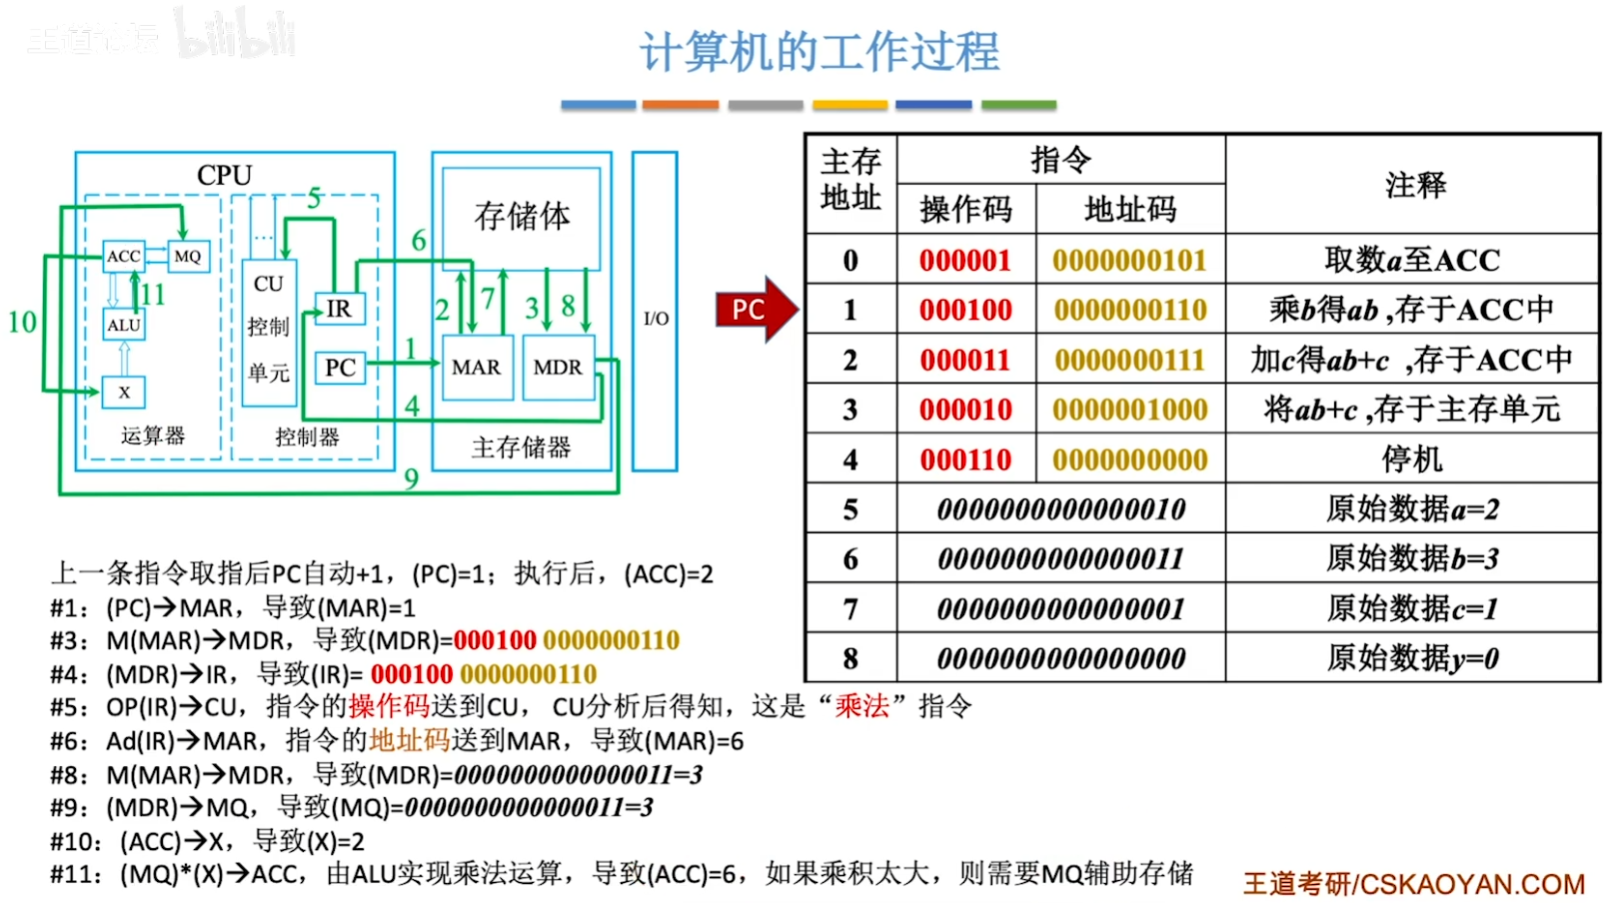 王道论坛 bilibili
计算机的工作过程
CPU
ACC
MQ
ALU
X
运算器
...
CU
控制
单元
IR
PC
控制器
存储体
MAR
MDR
主存储器
I/O
1
2
3
4
5
6
7
8
9
10
11
PC
主存地址 指令 注释
操作码 地址码
0 000001 0000000101 取数a至ACC
1 000100 0000000110 乘b得ab ,存于ACC中
2 000011 0000000111 加c得ab+c ,存于ACC中
3 000010 0000001000 将ab+c ,存于主存单元
4 000110 0000000000 停机
5 0000000000000010 原始数据a=2
6 0000000000000011 原始数据b=3
7 0000000000000001 原始数据c=1
8 0000000000000000 原始数据y=0
上一条指令取指后PC自动+1，(PC)=1；执行后，(ACC)=2
#1：(PC)→MAR，导致(MAR)=1
#3：M(MAR)→MDR，导致(MDR)=000100 0000000110
#4：(MDR)→IR，导致(IR)= 000100 0000000110
#5：OP(IR)→CU，指令的操作码送到CU， CU分析后得知，这是“乘法”指令
#6：Ad(IR)→MAR，指令的地址码送到MAR，导致(MAR)=6
#8：M(MAR)→MDR，导致(MDR)=0000000000000011=3
#9：(MDR)→MQ，导致(MQ)=0000000000000011=3
#10：(ACC)→X，导致(X)=2
#11：(MQ)*(X)→ACC，由ALU实现乘法运算，导致(ACC)=6，如果乘积太大，则需要MQ辅助存储
王道考研/CSKAOYAN.COM